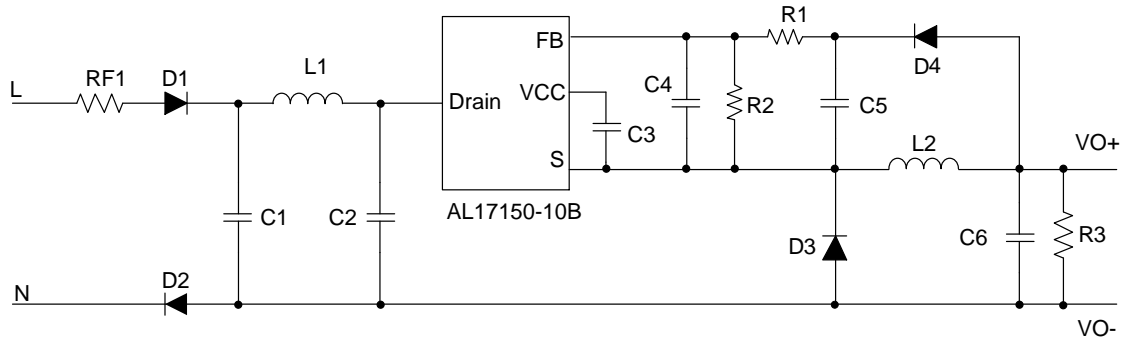 R1
FB
D4
L
RF1
D1
L1
C4
Drain
VCC
R2
C5
C3
L2
VO+
S
AL17150-10B
C1
C2
D3
C6
R3
D2
N
VO-